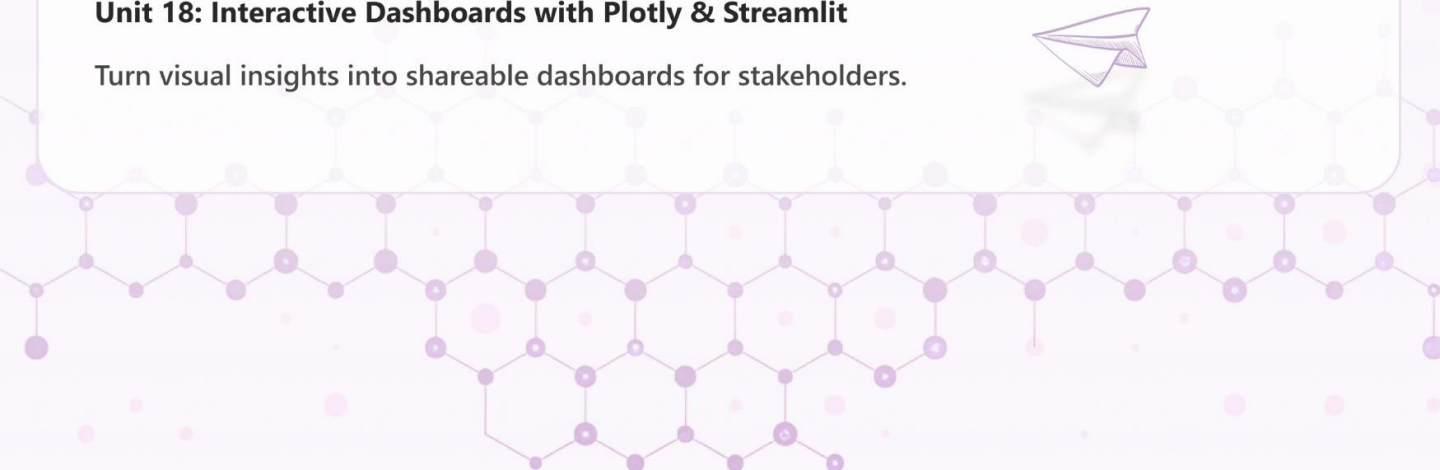 Unit 18: Interactive Dashboards with Plotly & Streamlit
Turn visual insights into shareable dashboards for stakeholders.